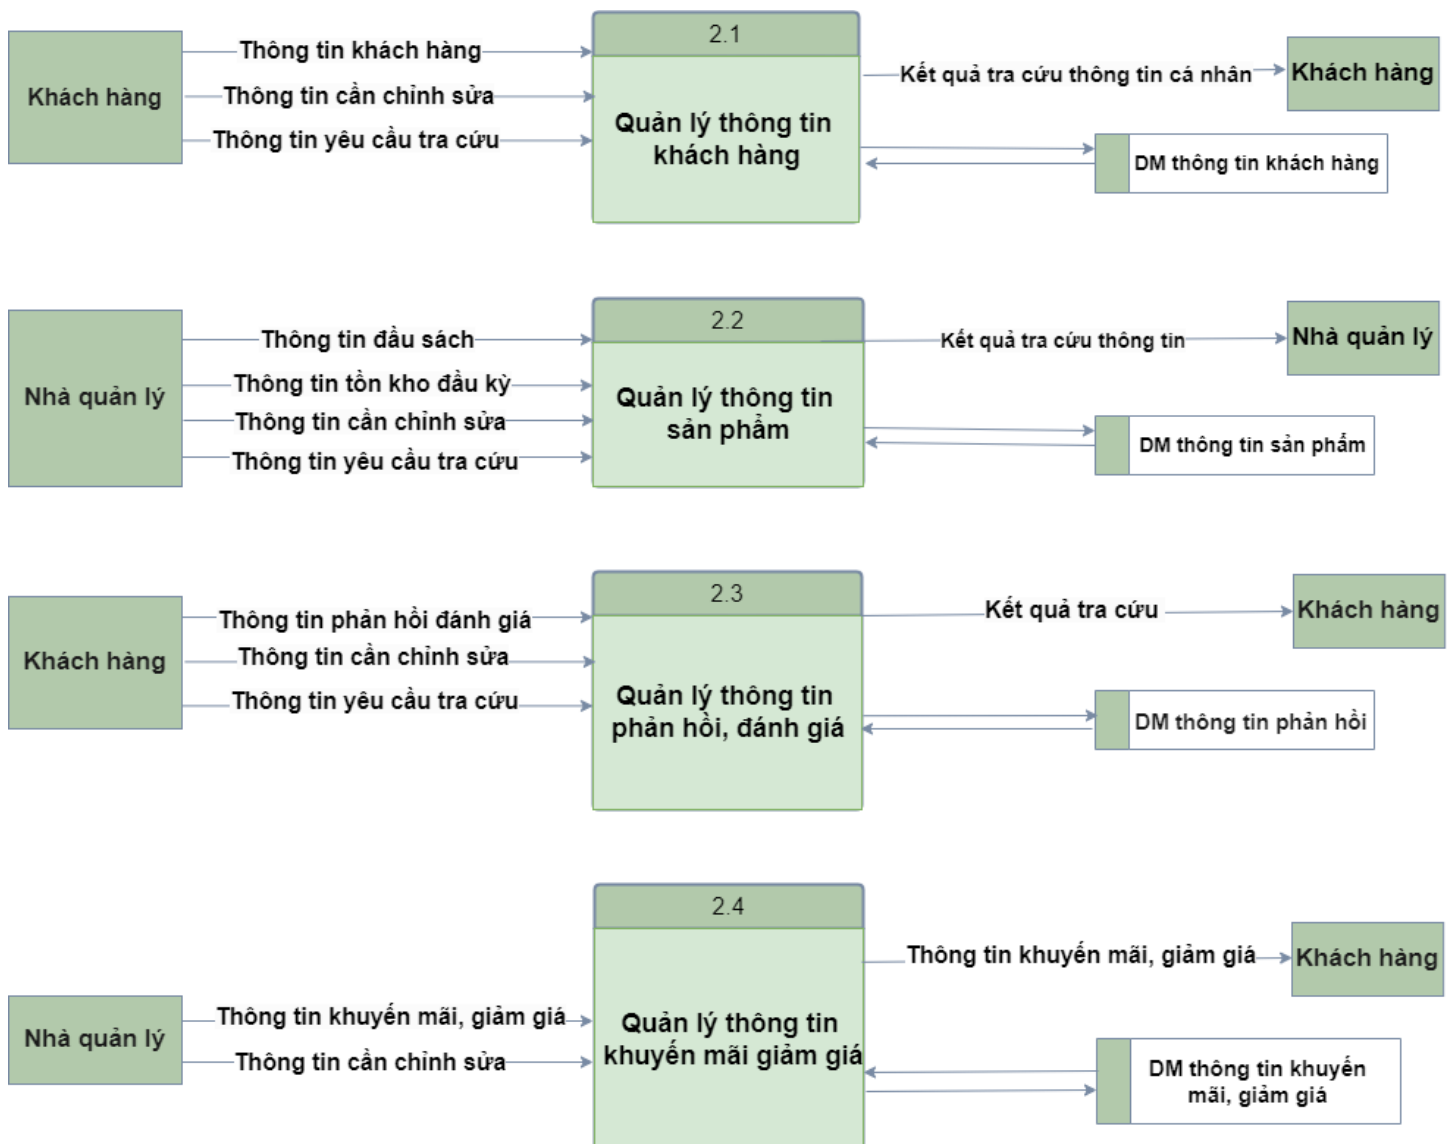 2.1
Khách hàng
Thông tin khách hàng
Thông tin cần chỉnh sửa
Thông tin yêu cầu tra cứu
Quản lý thông tin
khách hàng
Kết quả tra cứu thông tin cá nhân
Khách hàng
DM thông tin khách hàng
2.2
Nhà quản lý
Thông tin đầu sách
Thông tin tồn kho đầu kỳ
Thông tin cần chỉnh sửa
Thông tin yêu cầu tra cứu
Quản lý thông tin
sản phẩm
Kết quả tra cứu thông tin
Nhà quản lý
DM thông tin sản phẩm
2.3
Khách hàng
Thông tin phản hồi đánh giá
Thông tin cần chỉnh sửa
Thông tin yêu cầu tra cứu
Quản lý thông tin
phản hồi, đánh giá
Kết quả tra cứu
Khách hàng
DM thông tin phản hồi
2.4
Nhà quản lý
Thông tin khuyến mãi, giảm giá
Thông tin cần chỉnh sửa
Quản lý thông tin
khuyến mãi giảm giá
Thông tin khuyến mãi, giảm giá
Khách hàng
DM thông tin khuyến
mãi, giảm giá